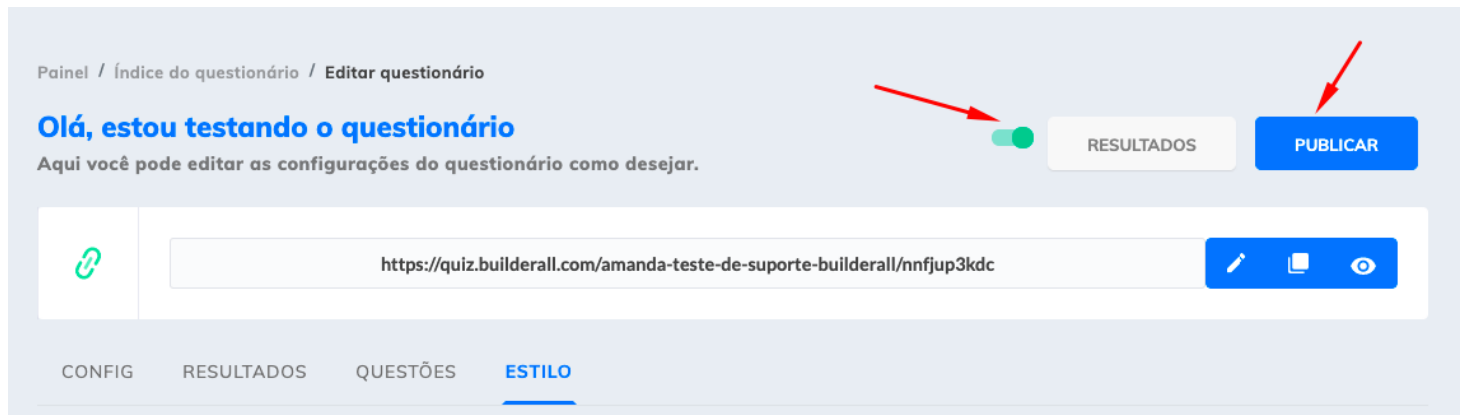 Painel / Índice do questionário / Editar questionário
Olá, estou testando o questionário
Aqui você pode editar as configurações do questionário como desejar.
RESULTADOS
PUBLICAR
https://quiz.builderall.com/amanda-teste-de-suporte-builderall/nnfjup3kdc
CONFIG RESULTADOS QUESTÕES ESTILO